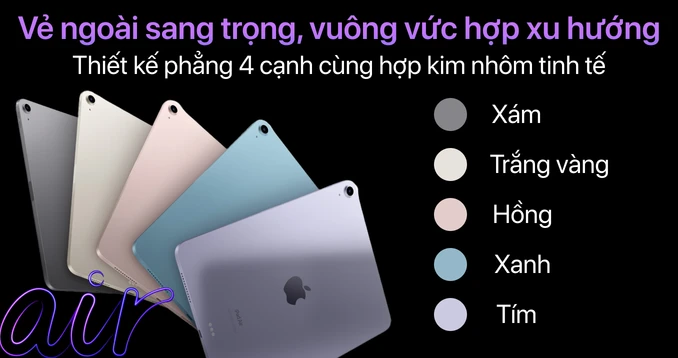 Vẻ ngoài sang trọng, vuông vức hợp xu hướng
Thiết kế phẳng 4 cạnh cùng hợp kim nhôm tinh tế
Xám
Trắng vàng
Hồng
Xanh
Tím
air